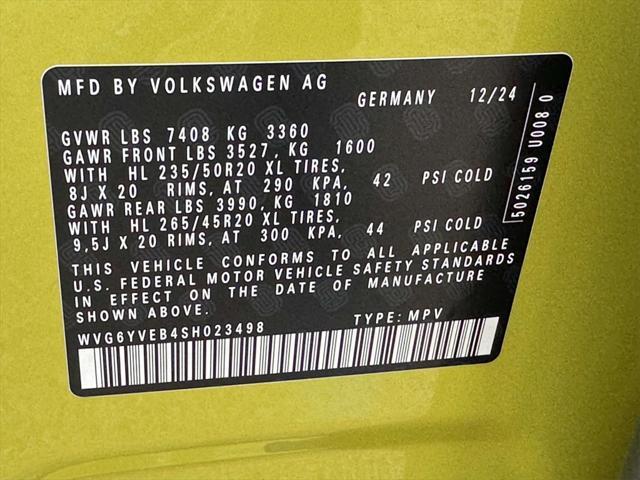 MFD BY VOLKSWAGEN AG
GERMANY 12/24
GVWR LBS 7408 KG 3360
GAWR FRONT LBS 3527, KG 1600
WITH HL 235/50R20 XL TIRES,
8J X 20 RIMS, AT 290 KPA, 42 PSI COLD
GAWR REAR LBS 3990, KG 1810
WITH HL 265/45R20 XL TIRES,
9,5J X 20 RIMS, AT 300 KPA, 44 PSI COLD
THIS VEHICLE CONFORMS TO ALL APPLICABLE
U.S. FEDERAL MOTOR VEHICLE SAFETY STANDARDS
IN EFFECT ON THE DATE OF MANUFACTURE
SHOWN ABOVE.
WVG6YVEB4SH023498 TYPE: MPV
5026159 U008 0